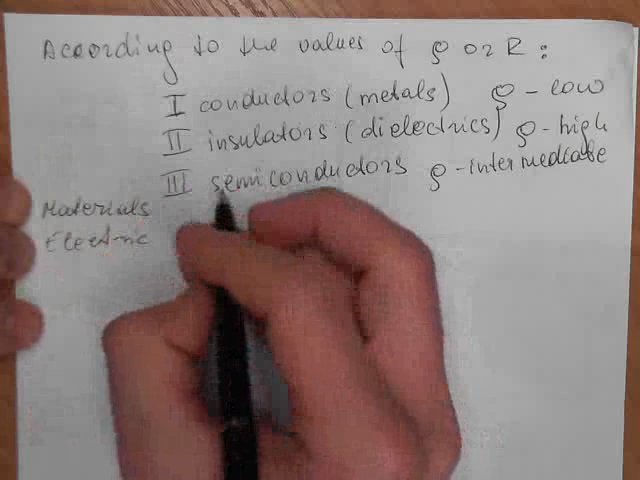 According to the values of ρ or R:
I conductors (metals) ρ - low
II insulators (dielectrics) ρ - high
III semiconductors ρ - intermediate
Materials
Electric